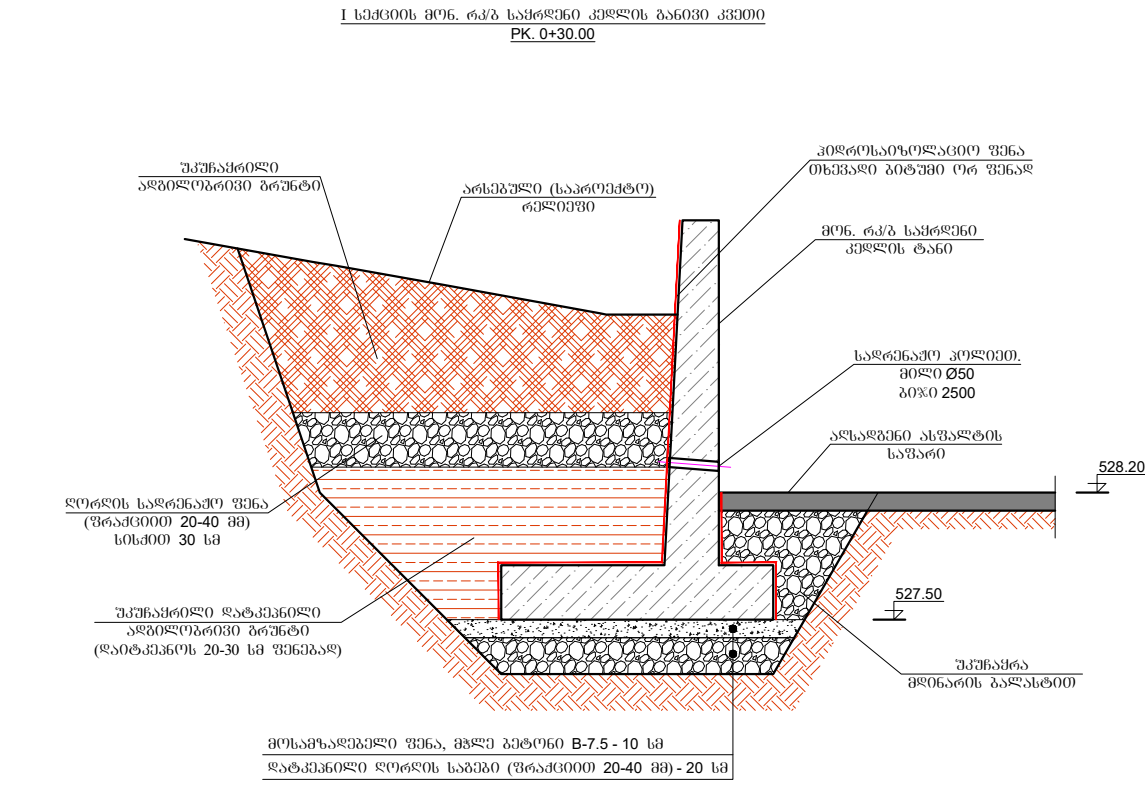 I სექციის მონ. რკ/ბ საყრდენი კედლის განივი კვეთი
PK. 0+30.00
უკუჩაყრილი
ადგილობრივი გრუნტი
არსებული (საპროექტო)
რელიეფი
ჰიდროსაიზოლაციო ფენა
თხევადი ბიტუმი ორ ფენად
მონ. რკ/ბ საყრდენი
კედლის ტანი
სადრენაჟო პოლიეთ.
მილი Ø50
ბიჯი 2500
აღსადგენი ასფალტის
საფარი
528.20
ღორღის სადრენაჟო ფენა
(ფრაქციით 20-40 მმ)
სისქით 30 სმ
527.50
უკუჩაყრილი დატკეპნილი
ადგილობრივი გრუნტი
(დაიტკეპნოს 20-30 სმ ფენებად)
უკუჩაყრა
მდინარის ბალასტით
მოსამზადებელი ფენა, მჭლე ბეტონი B-7.5 - 10 სმ
დატკეპნილი ღორღის საგები (ფრაქციით 20-40 მმ) - 20 სმ